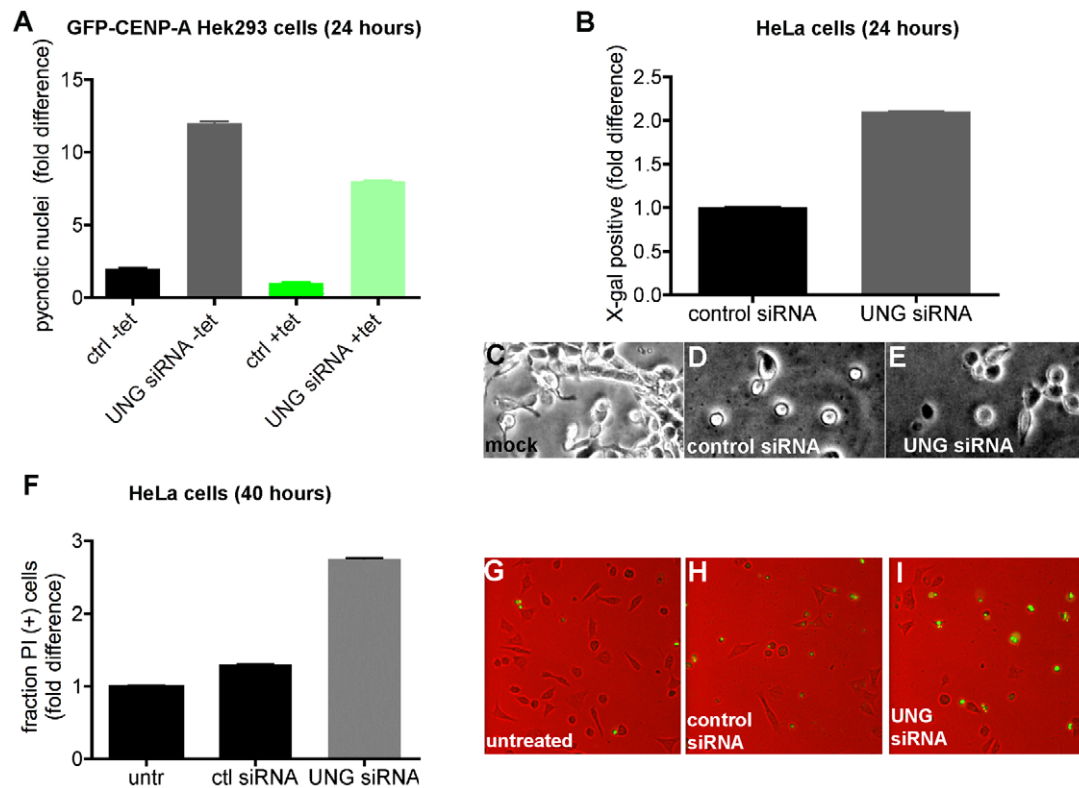 A
GFP-CENP-A Hek293 cells (24 hours)
pycnotic nuclei (fold difference)
15
10
5
0
ctrl -tet
UNG siRNA -tet
ctrl +tet
UNG siRNA +tet
B
HeLa cells (24 hours)
X-gal positive (fold difference)
2.5
2.0
1.5
1.0
0.5
0.0
control siRNA
UNG siRNA
C
mock
D
control siRNA
E
UNG siRNA
F
HeLa cells (40 hours)
fraction PI (+) cells
(fold difference)
3
2
1
0
untr
ctl siRNA
UNG siRNA
G
untreated
H
control
siRNA
I
UNG
siRNA